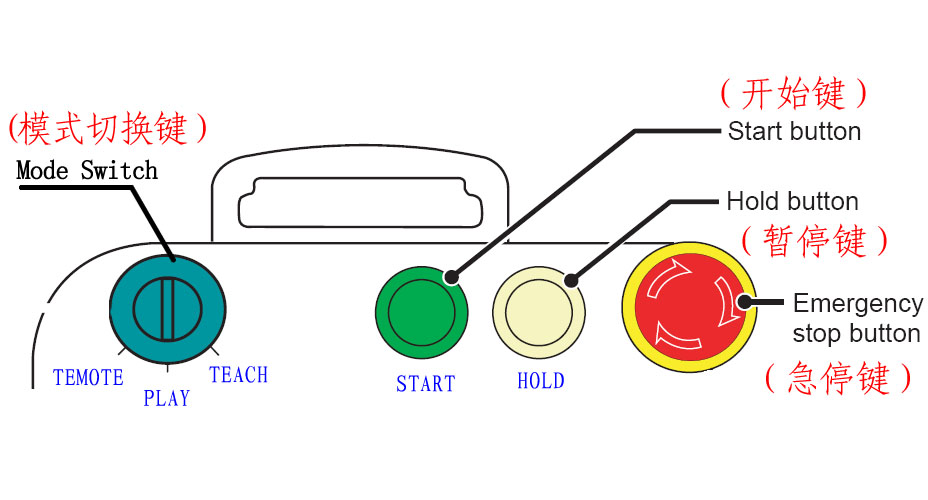 (模式切换键)
Mode Switch
(开始键)
Start button
Hold button
(暂停键)
Emergency
stop button
(急停键)
TEMOTE
PLAY
TEACH
START
HOLD